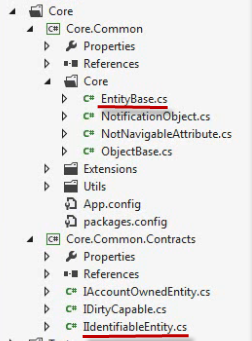 Core
C# Core.Common
Properties
References
Core
C# EntityBase.cs
C# NotificationObject.cs
C# NotNavigableAttribute.cs
C# ObjectBase.cs
Extensions
Utils
App.config
packages.config
C# Core.Common.Contracts
Properties
References
C# IAccountOwnedEntity.cs
C# IDirtyCapable.cs
C# IIdentifiableEntity.cs